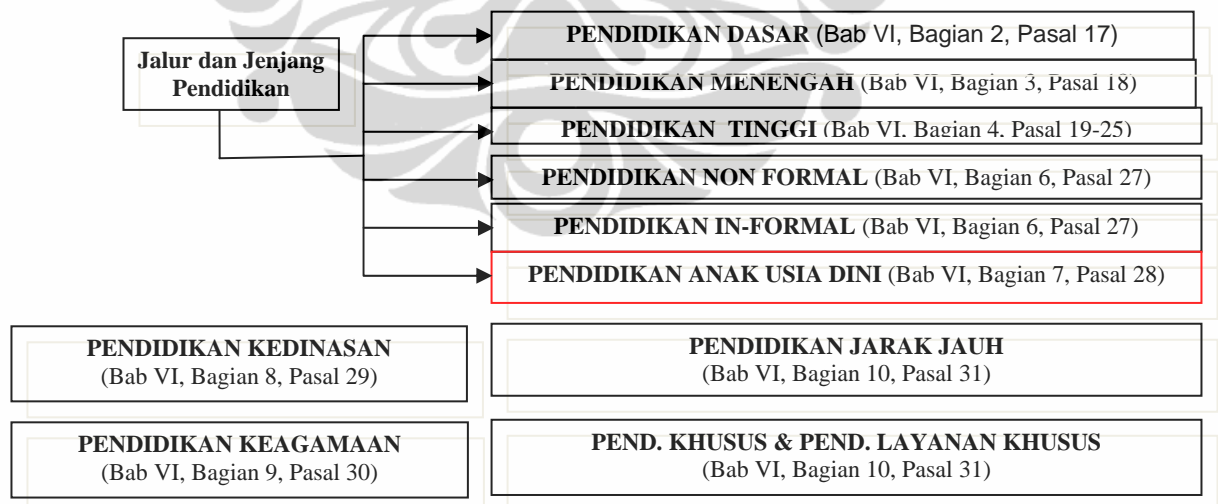 Jalur dan Jenjang
Pendidikan
PENDIDIKAN DASAR (Bab VI, Bagian 2, Pasal 17)
PENDIDIKAN MENENGAH (Bab VI, Bagian 3, Pasal 18)
PENDIDIKAN TINGGI (Bab VI, Bagian 4, Pasal 19-25)
PENDIDIKAN NON FORMAL (Bab VI, Bagian 6, Pasal 27)
PENDIDIKAN IN-FORMAL (Bab VI, Bagian 6, Pasal 27)
PENDIDIKAN ANAK USIA DINI (Bab VI, Bagian 7, Pasal 28)
PENDIDIKAN KEDINASAN
(Bab VI, Bagian 8, Pasal 29)
PENDIDIKAN JARAK JAUH
(Bab VI, Bagian 10, Pasal 31)
PENDIDIKAN KEAGAMAAN
(Bab VI, Bagian 9, Pasal 30)
PEND. KHUSUS & PEND. LAYANAN KHUSUS
(Bab VI, Bagian 10, Pasal 31)